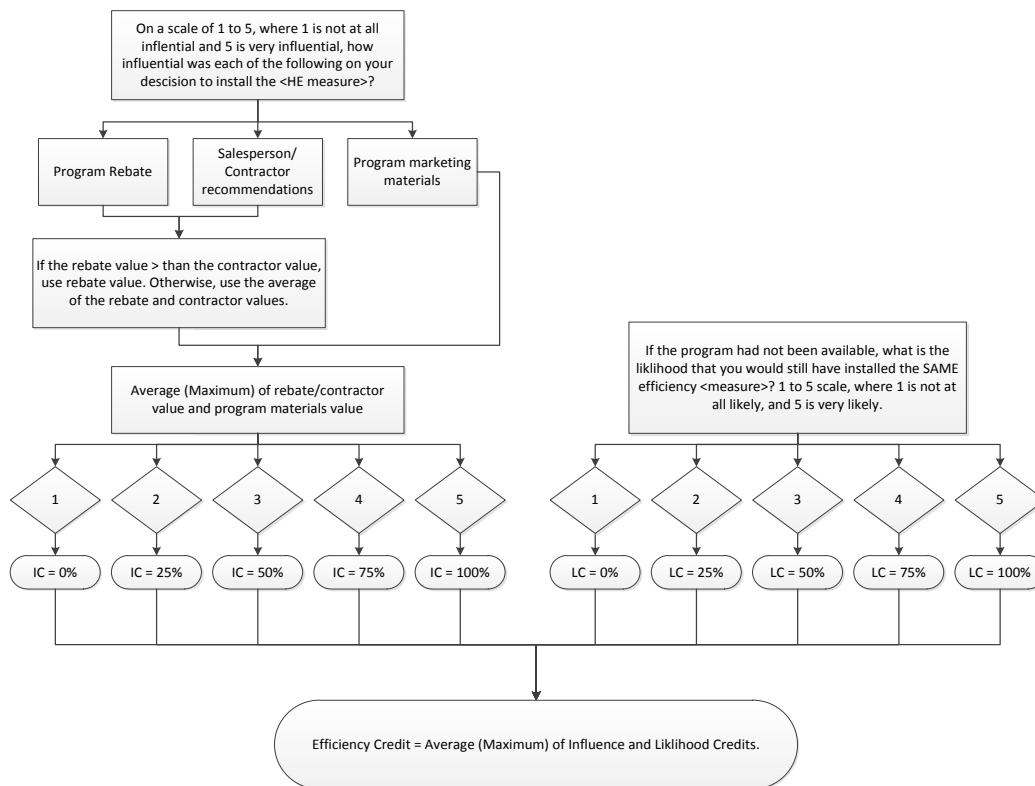 On a scale of 1 to 5, where 1 is not at all
inflential and 5 is very influential, how
influential was each of the following on your
descision to install the <HE measure>?
Program Rebate
Salesperson/
Contractor
recommendations
Program marketing
materials
If the rebate value > than the contractor value,
use rebate value. Otherwise, use the average
of the rebate and contractor values.
Average (Maximum) of rebate/contractor
value and program materials value
If the program had not been available, what is the
liklihood that you would still have installed the SAME
efficiency <measure>? 1 to 5 scale, where 1 is not at
all likely, and 5 is very likely.
1
2
3
4
5
1
2
3
4
5
IC = 0%
IC = 25%
IC = 50%
IC = 75%
IC = 100%
LC = 0%
LC = 25%
LC = 50%
LC = 75%
LC = 100%
Efficiency Credit = Average (Maximum) of Influence and Liklihood Credits.